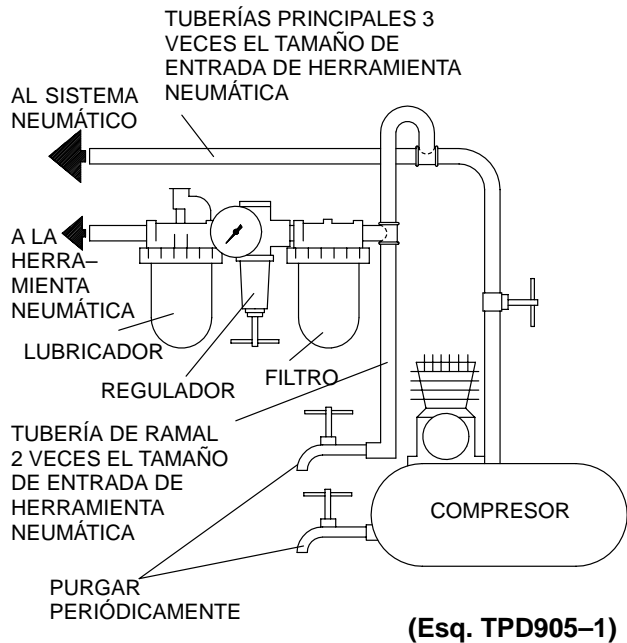 TUBERÍAS PRINCIPALES 3
VECES EL TAMAÑO DE
ENTRADA DE HERRAMIENTA
NEUMÁTICA
AL SISTEMA
NEUMÁTICO
A LA
HERRA–
MIENTA
NEUMÁTICA
LUBRICADOR
REGULADOR
FILTRO
TUBERÍA DE RAMAL
2 VECES EL TAMAÑO
DE ENTRADA DE
HERRAMIENTA
NEUMÁTICA
COMPRESOR
PURGAR
PERIÓDICAMENTE
(Esq. TPD905–1)